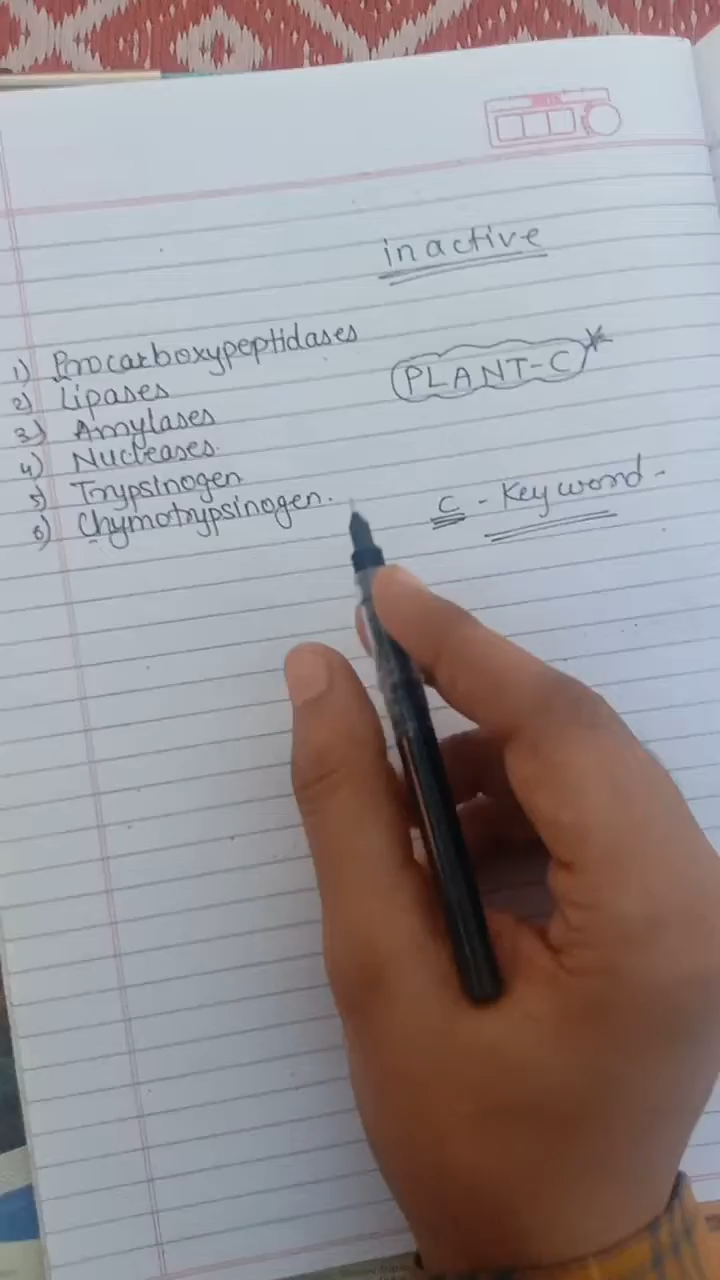 inactive
1) Procarboxypeptidases
2) Lipases
3) Amylases
4) Nucleases.
5) Trypsinogen
6) Chymotrypsinogen.
PLANT-C*
C - Keyword -